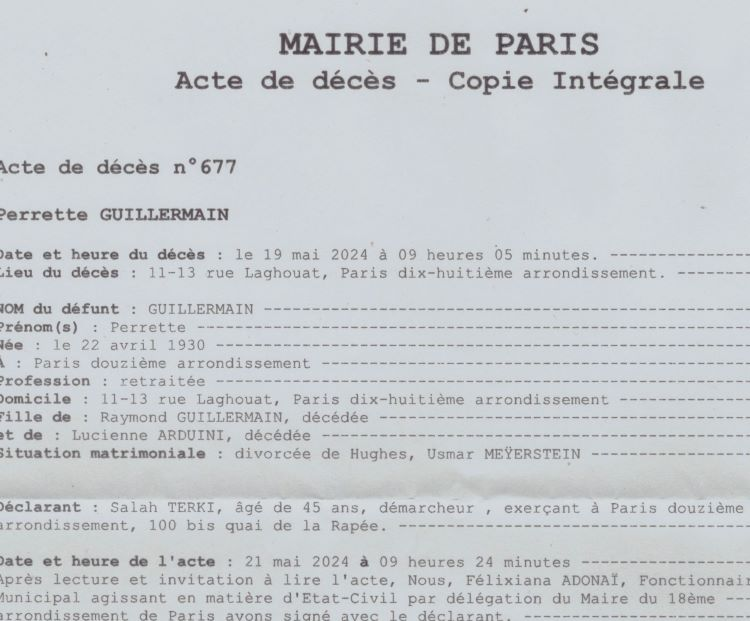 MAIRIE DE PARIS
Acte de décès - Copie Intégrale
Acte de décès n°677
Perrette GUILLERMAIN
Date et heure du décès : le 19 mai 2024 à 09 heures 05 minutes. ---------------
Lieu du décès : 11-13 rue Laghouat, Paris dix-huitième arrondissement. --------
NOM du défunt : GUILLERMAIN ---------------------------------------------------
Prénom(s) : Perrette ----------------------------------------------------------
Née : le 22 avril 1930 --------------------------------------------------------
À : Paris douzième arrondissement ---------------------------------------------
Profession : retraitée --------------------------------------------------------
Domicile : 11-13 rue Laghouat, Paris dix-huitième arrondissement --------------
Fille de : Raymond GUILLERMAIN, décédée ---------------------------------------
et de : Lucienne ARDUINI, décédée ---------------------------------------------
Situation matrimoniale : divorcée de Hughes, Usmar MEŸERSTEIN -----------------
Déclarant : Salah TERKI, âgé de 45 ans, démarcheur , exerçant à Paris douzième
arrondissement, 100 bis quai de la Rapée. -------------------------------------
Date et heure de l'acte : 21 mai 2024 à 09 heures 24 minutes ------------------
Après lecture et invitation à lire l'acte, Nous, Félixiana ADONAÏ, Fonctionnair
Municipal agissant en matière d'Etat-Civil par délégation du Maire du 18ème ---
arrondissement de Paris avons signé avec le déclarant. ------------------------